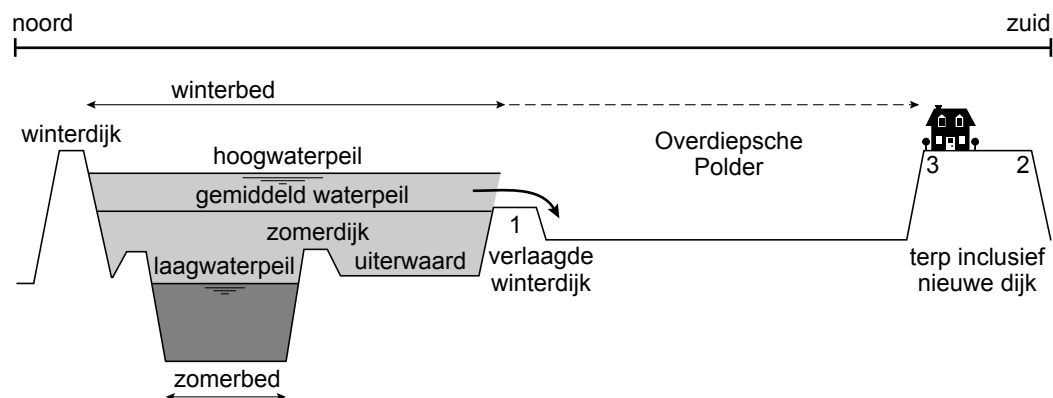 noord
zuid
winterbed
winterdijk
Overdiepsche
Polder
hoogwaterpeil
gemiddeld waterpeil
3
2
1
zomerdijk
laagwaterpeil
uiterwaard
verlaagde
winterdijk
terp inclusief
nieuwe dijk
zomerbed